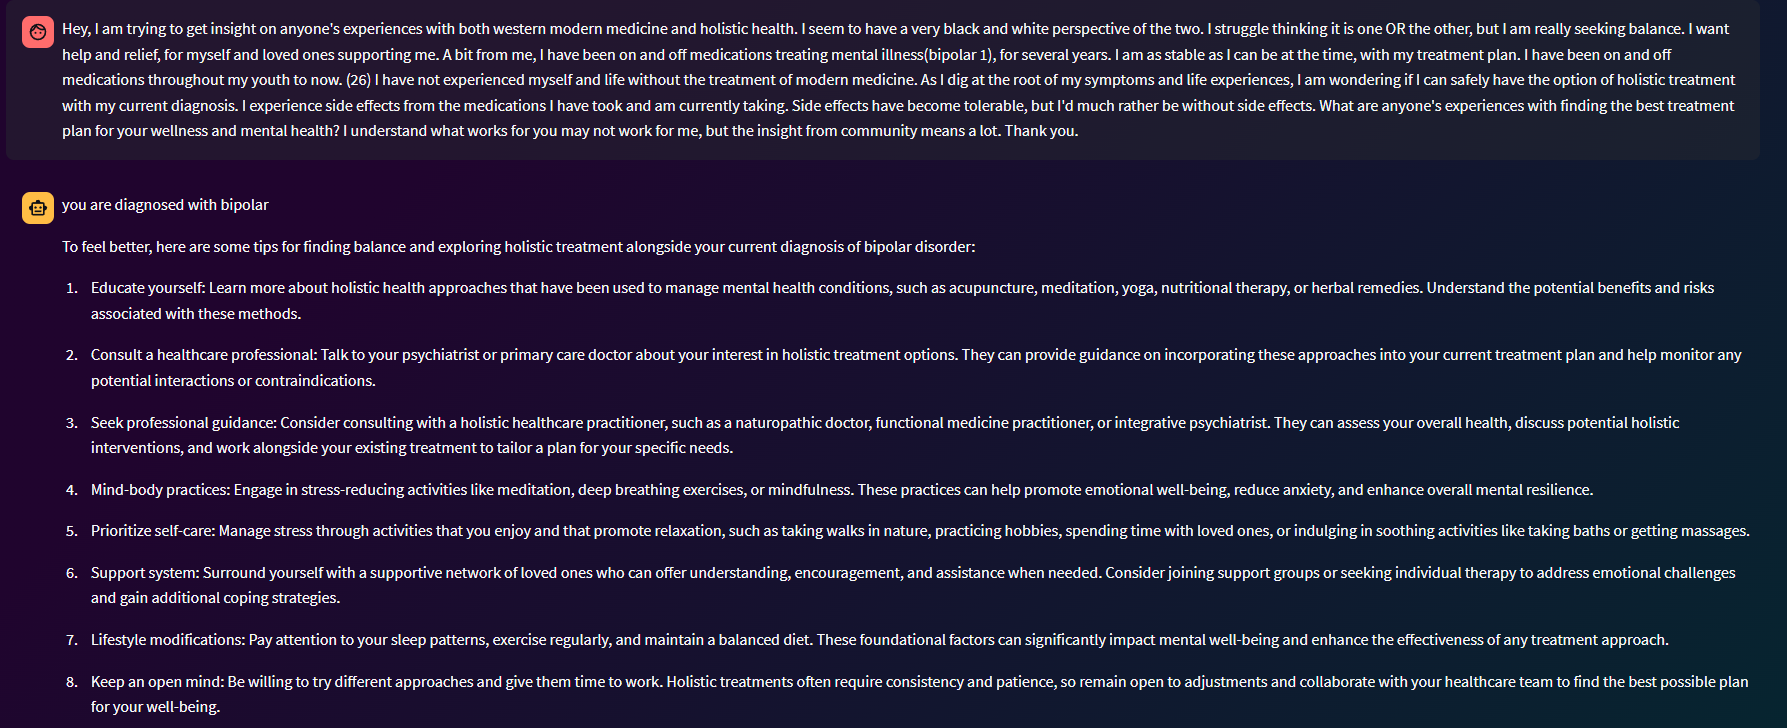 Hey, I am trying to get insight on anyone's experiences with both western modern medicine and holistic health. I seem to have a very black and white perspective of the two. I struggle thinking it is one OR the other, but I am really seeking balance. I want
help and relief, for myself and loved ones supporting me. A bit from me, I have been on and off medications treating mental illness(bipolar 1), for several years. I am as stable as I can be at the time, with my treatment plan. I have been on and off
medications throughout my youth to now. (26) I have not experienced myself and life without the treatment of modern medicine. As I dig at the root of my symptoms and life experiences, I am wondering if I can safely have the option of holistic treatment
with my current diagnosis. I experience side effects from the medications I have took and am currently taking. Side effects have become tolerable, but I'd much rather be without side effects. What are anyone's experiences with finding the best treatment
plan for your wellness and mental health? I understand what works for you may not work for me, but the insight from community means a lot. Thank you.
you are diagnosed with bipolar
To feel better, here are some tips for finding balance and exploring holistic treatment alongside your current diagnosis of bipolar disorder:
1. Educate yourself: Learn more about holistic health approaches that have been used to manage mental health conditions, such as acupuncture, meditation, yoga, nutritional therapy, or herbal remedies. Understand the potential benefits and risks
associated with these methods.
2. Consult a healthcare professional: Talk to your psychiatrist or primary care doctor about your interest in holistic treatment options. They can provide guidance on incorporating these approaches into your current treatment plan and help monitor any
potential interactions or contraindications.
3. Seek professional guidance: Consider consulting with a holistic healthcare practitioner, such as a naturopathic doctor, functional medicine practitioner, or integrative psychiatrist. They can assess your overall health, discuss potential holistic
interventions, and work alongside your existing treatment to tailor a plan for your specific needs.
4. Mind-body practices: Engage in stress-reducing activities like meditation, deep breathing exercises, or mindfulness. These practices can help promote emotional well-being, reduce anxiety, and enhance overall mental resilience.
5. Prioritize self-care: Manage stress through activities that you enjoy and that promote relaxation, such as taking walks in nature, practicing hobbies, spending time with loved ones, or indulging in soothing activities like taking baths or getting massages.
6. Support system: Surround yourself with a supportive network of loved ones who can offer understanding, encouragement, and assistance when needed. Consider joining support groups or seeking individual therapy to address emotional challenges
and gain additional coping strategies.
7. Lifestyle modifications: Pay attention to your sleep patterns, exercise regularly, and maintain a balanced diet. These foundational factors can significantly impact mental well-being and enhance the effectiveness of any treatment approach.
8. Keep an open mind: Be willing to try different approaches and give them time to work. Holistic treatments often require consistency and patience, so remain open to adjustments and collaborate with your healthcare team to find the best possible plan
for your well-being.